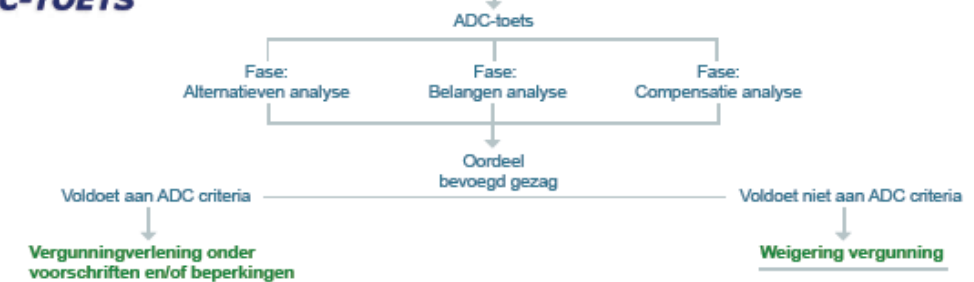 C-TOETS
ADC-toets
Fase:
Alternatieven analyse
Fase:
Belangen analyse
Fase:
Compensatie analyse
Oordeel
bevoegd gezag
Voldoet aan ADC criteria
Voldoet niet aan ADC criteria
Vergunningverlening onder
voorschriften en/of beperkingen
Weigering vergunning